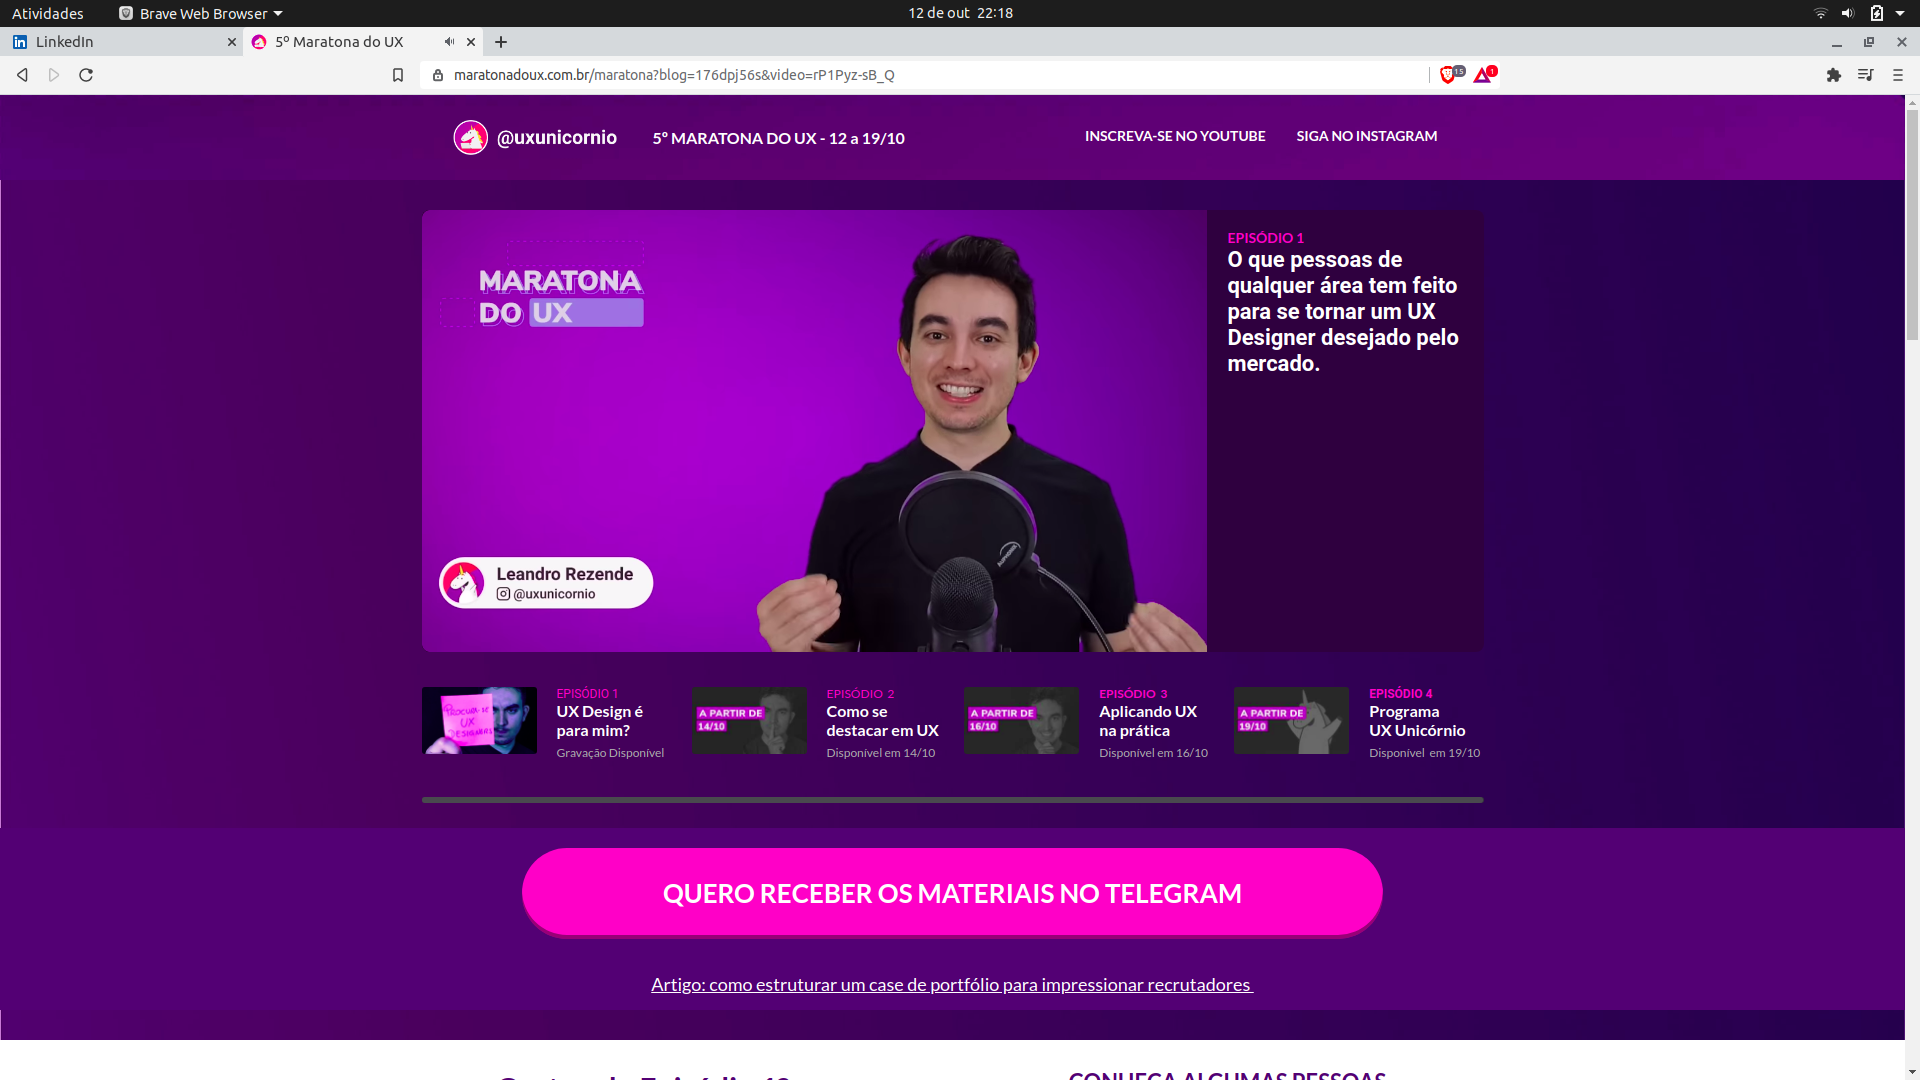 Atividades
Brave Web Browser
12 de out 22:18
LinkedIn
5º Maratona do UX
maratonadoux.com.br/maratona?blog=176dpj56s&video=rP1Pyz-sB_Q
15
1
@uxunicornio
5º MARATONA DO UX - 12 a 19/10
INSCREVA-SE NO YOUTUBE
SIGA NO INSTAGRAM
MARATONA
DO UX
Leandro Rezende
@uxunicornio
EPISÓDIO 1
O que pessoas de
qualquer área tem feito
para se tornar um UX
Designer desejado pelo
mercado.
PROCURA-SE
UX
DESIGNERS
EPISÓDIO 1
UX Design é
para mim?
Gravação Disponível
A PARTIR DE
14/10
EPISÓDIO 2
Como se
destacar em UX
Disponível em 14/10
A PARTIR DE
16/10
EPISÓDIO 3
Aplicando UX
na prática
Disponível em 16/10
A PARTIR DE
19/10
EPISÓDIO 4
Programa
UX Unicórnio
Disponível em 19/10
QUERO RECEBER OS MATERIAIS NO TELEGRAM
Artigo: como estruturar um case de portfólio para impressionar recrutadores
CONHEÇA ALGUMAS PESSOAS